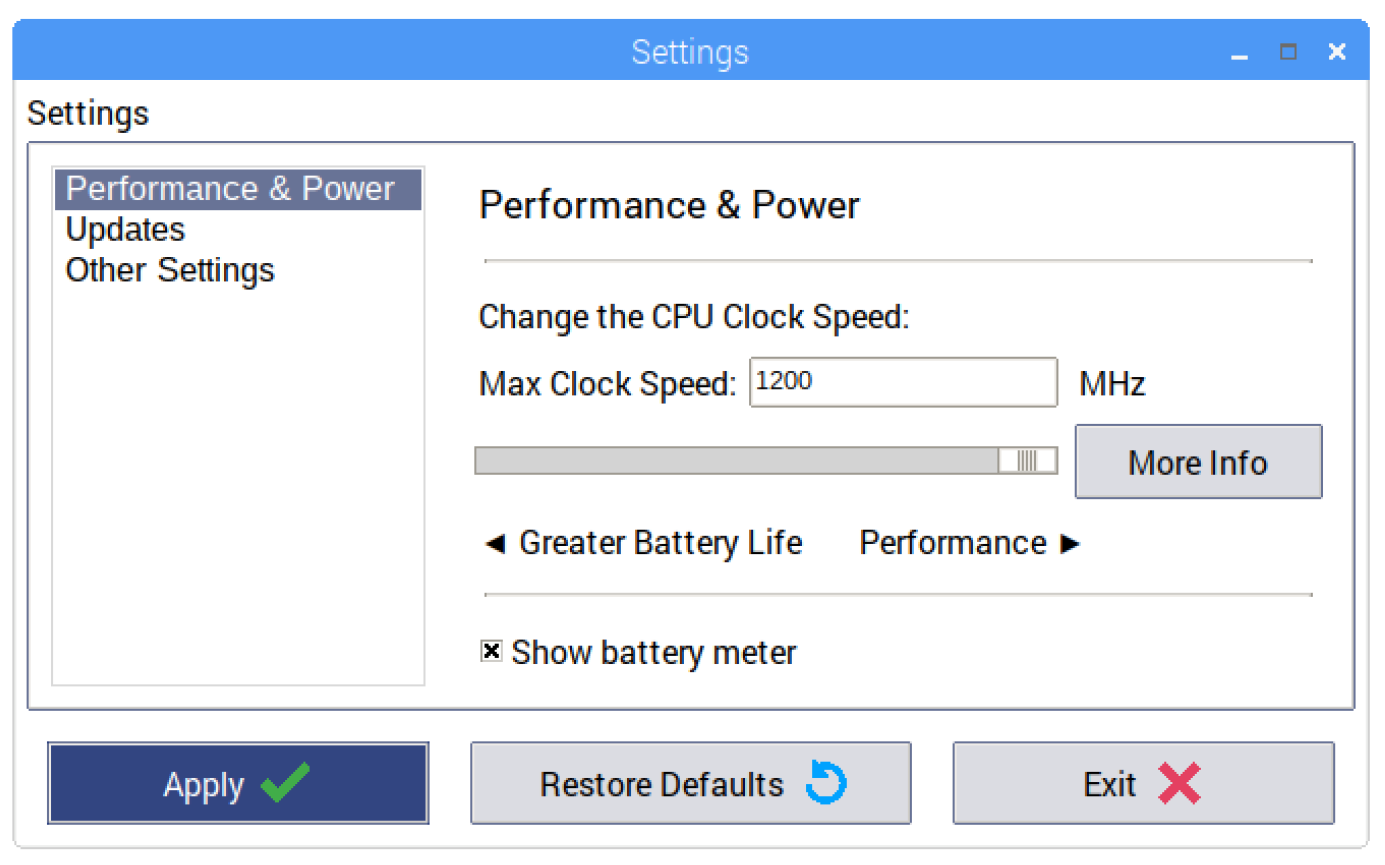 Settings
Settings
Performance & Power
Updates
Other Settings
Performance & Power
Change the CPU Clock Speed:
Max Clock Speed: 1200 MHz
More Info
◄ Greater Battery Life Performance ►
Show battery meter
Apply Restore Defaults Exit